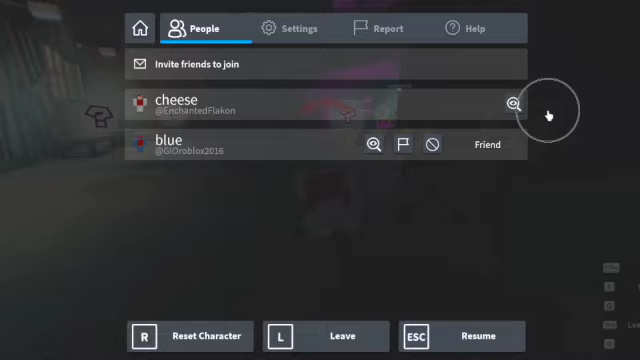 People
Settings
Report
Help
Invite friends to join
cheese
@EnchantedFlakon
blue
@GIOroblox2016
Friend
R Reset Character
L Leave
ESC Resume